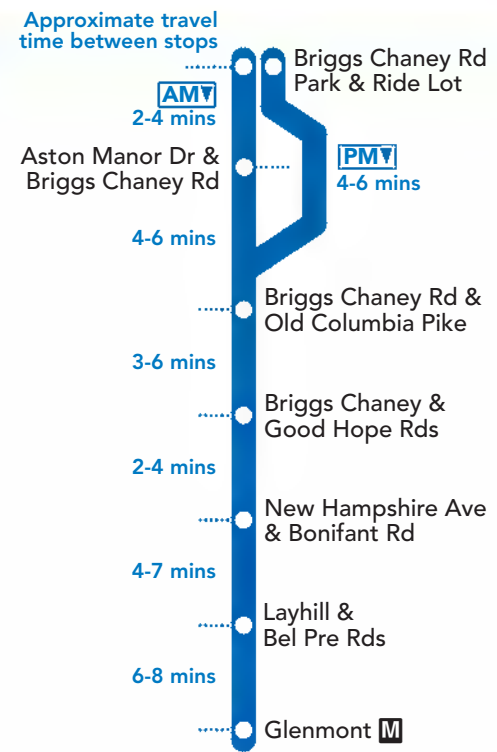 Approximate travel
time between stops
Briggs Chaney Rd
Park & Ride Lot
AM
2-4 mins
Aston Manor Dr &
Briggs Chaney Rd
PM
4-6 mins
4-6 mins
Briggs Chaney Rd &
Old Columbia Pike
3-6 mins
Briggs Chaney &
Good Hope Rds
2-4 mins
New Hampshire Ave
& Bonifant Rd
4-7 mins
Layhill &
Bel Pre Rds
6-8 mins
Glenmont M